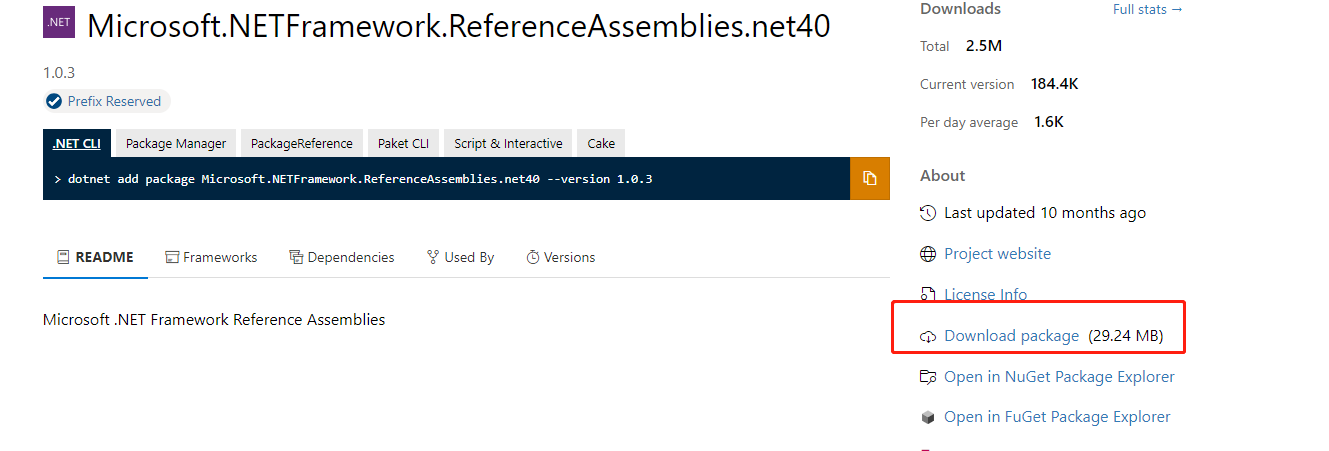 .NET
Microsoft.NETFramework.ReferenceAssemblies.net40
1.0.3
Prefix Reserved
.NET CLI Package Manager PackageReference Paket CLI Script & Interactive Cake
> dotnet add package Microsoft.NETFramework.ReferenceAssemblies.net40 --version 1.0.3
README Frameworks Dependencies Used By Versions
Microsoft .NET Framework Reference Assemblies
Downloads Full stats →
Total 2.5M
Current version 184.4K
Per day average 1.6K
About
Last updated 10 months ago
Project website
License Info
Download package (29.24 MB)
Open in NuGet Package Explorer
Open in FuGet Package Explorer